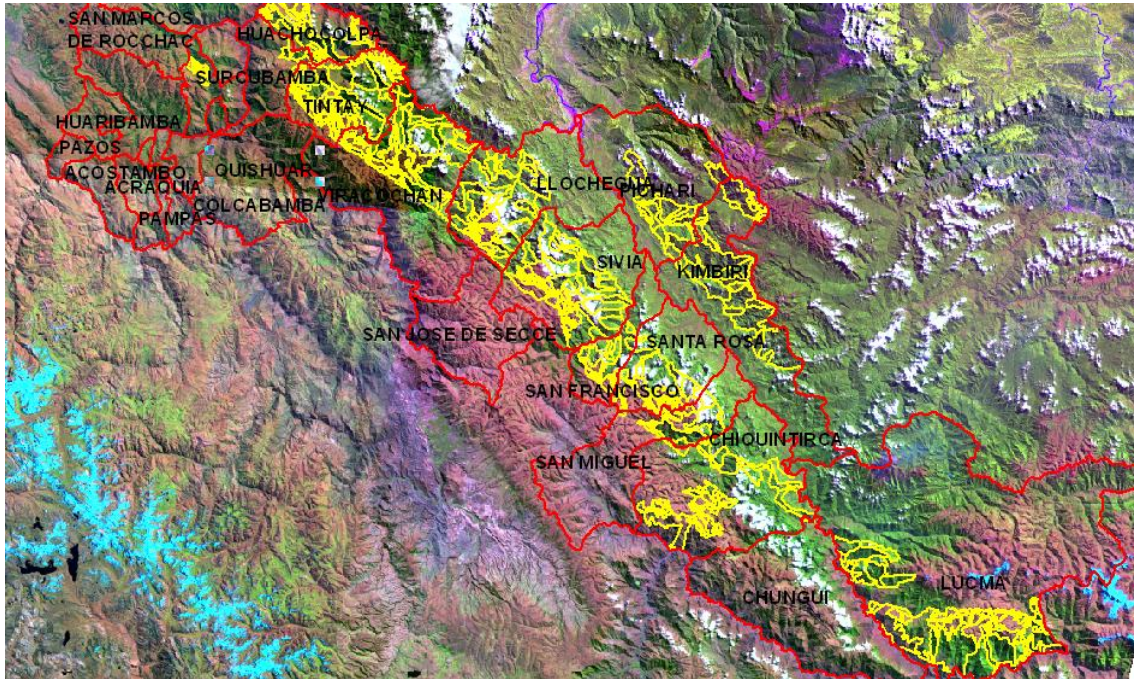 SAN MARCOS
DE ROCCHAC
HUACHOCOLPA
SURCUBAMBA
TINTAY
HUARIBAMBA
PAZOS
ACOSTAMBO
QUISHUAR
ACRAQUIA
COLCABAMBA
VIRACOCHAN
PAMPAS
LLOCHEGUA
PICHARI
SIVIA
KIMBIRI
SAN JOSE DE SECCE
SANTA ROSA
SAN FRANCISCO
CHIQUINTIRCA
SAN MIGUEL
CHUNGUI
LUCMA